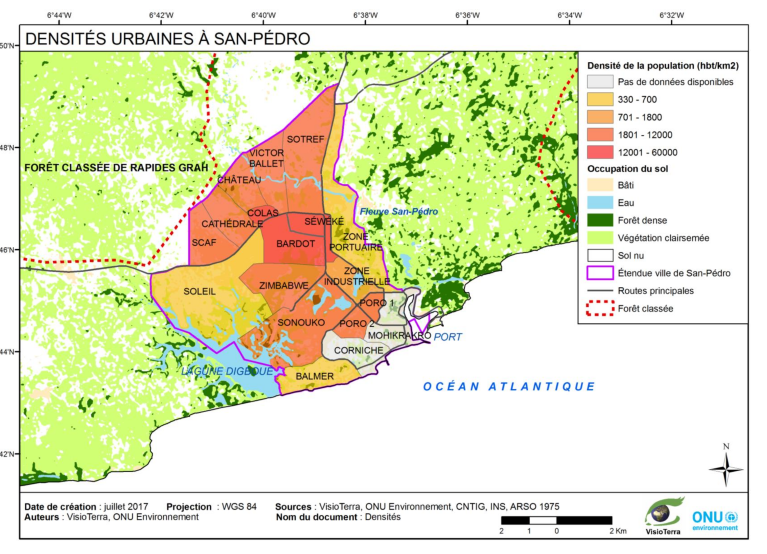 6°44'W 6°42'W 6°40'W 6°38'W 6°36'W 6°34'W 6°32'W
DENSITÉS URBAINES À SAN-PÉDRO
50'N
48'N
46'N
44'N
42'N
FORÊT CLASSÉE DE RAPIDES GRAH
SOTREF
VICTOR
BALLET
CHÂTEAU
COLAS
CATHÉDRALE
SÉWÉKÉ
Fleuve San-Pédro
SCAF
BARDOT
ZONE
PORTUAIRE
ZONE
INDUSTRIELLE
SOLEIL
ZIMBABWE
PORO 1
SONOUKO
PORO 2
MOHIKRAKRO
PORT
CORNICHE
LAGUNE DIGBOUÉ
BALMER
OCÉAN ATLANTIQUE
Densité de la population (hbt/km2)
Pas de données disponibles
330 - 700
701 - 1800
1801 - 12000
12001 - 60000
Occupation du sol
Bâti
Eau
Forêt dense
Végétation clairsemée
Sol nu
Étendue ville de San-Pédro
Routes principales
Forêt classée
N
Date de création : juillet 2017 Projection : WGS 84 Sources : VisioTerra, ONU Environnement, CNTIG, INS, ARSO 1975
Auteurs : VisioTerra, ONU Environnement Nom du document : Densités
2 1 0 2 Km
VisioTerra
ONU
environnement